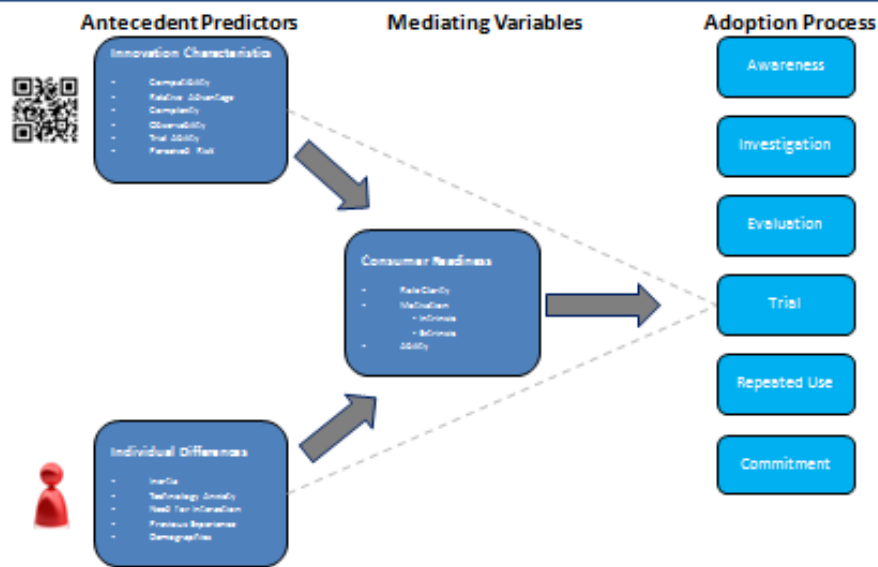 Antecedent Predictors
Mediating Variables
Adoption Process
Innovation Characteristics
Compatibility
Relative Advantage
Complexity
Observability
Trial Ability
Perceived Risk
Consumer Readiness
Role Clarity
Motivation
- Intrinsic
- Extrinsic
Ability
Individual Differences
Inertia
Technology Anxiety
Need for Interaction
Previous Experience
Demographics
Awareness
Investigation
Evaluation
Trial
Repeated Use
Commitment